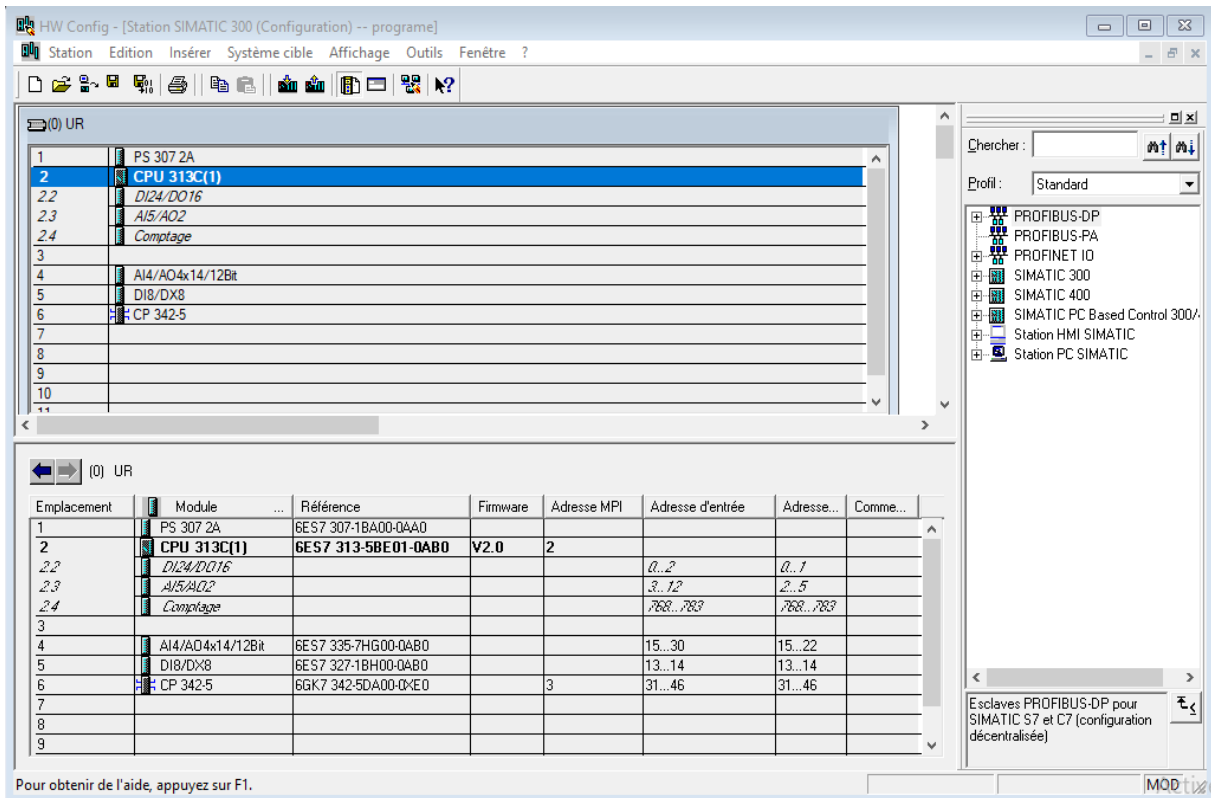 HW Config - [Station SIMATIC 300 (Configuration) -- programe]
Station Edition Insérer Système cible Affichage Outils Fenêtre ?
(0) UR
1 PS 307 2A
2 CPU 313C(1)
2.2 DI24/DO16
2.3 AI5/AO2
2.4 Comptage
3
4 AI4/AO4x14/12Bit
5 DI8/DX8
6 CP 342-5
7
8
9
10
11
Chercher :
Profil : Standard
PROFIBUS-DP
PROFIBUS-PA
PROFINET IO
SIMATIC 300
SIMATIC 400
SIMATIC PC Based Control 300/
Station HMI SIMATIC
Station PC SIMATIC
(0) UR
Emplacement Module ... Référence Firmware Adresse MPI Adresse d'entrée Adresse... Comme...
1 PS 307 2A 6ES7 307-1BA00-0AA0
2 CPU 313C(1) 6ES7 313-5BE01-0AB0 V2.0 2
2.2 DI24/DO16 0...2 0...1
2.3 AI5/AO2 3...12 2...5
2.4 Comptage 768...783 768...783
3
4 AI4/AO4x14/12Bit 6ES7 335-7HG00-0AB0 15...30 15...22
5 DI8/DX8 6ES7 327-1BH00-0AB0 13...14 13...14
6 CP 342-5 6GK7 342-5DA00-0XE0 3 31...46 31...46
7
8
9
Esclaves PROFIBUS-DP pour
SIMATIC S7 et C7 (configuration
décentralisée)
Pour obtenir de l'aide, appuyez sur F1.
MOD